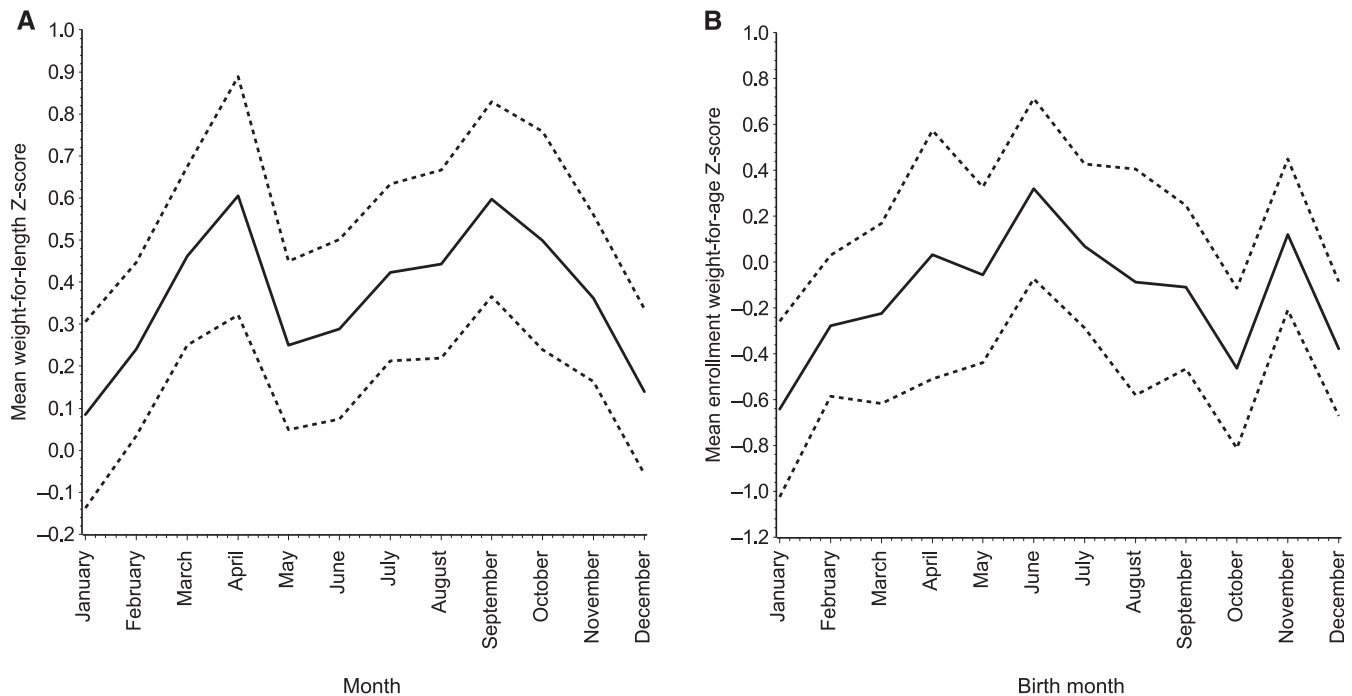 A
Mean weight-for-length Z-score
1.0
0.9
0.8
0.7
0.6
0.5
0.4
0.3
0.2
0.1
0.0
–0.1
–0.2
January
February
March
April
May
June
July
August
September
October
November
December
Month
B
Mean enrollment weight-for-age Z-score
1.0
0.8
0.6
0.4
0.2
0.0
–0.2
–0.4
–0.6
–0.8
–1.0
–1.2
January
February
March
April
May
June
July
August
September
October
November
December
Birth month